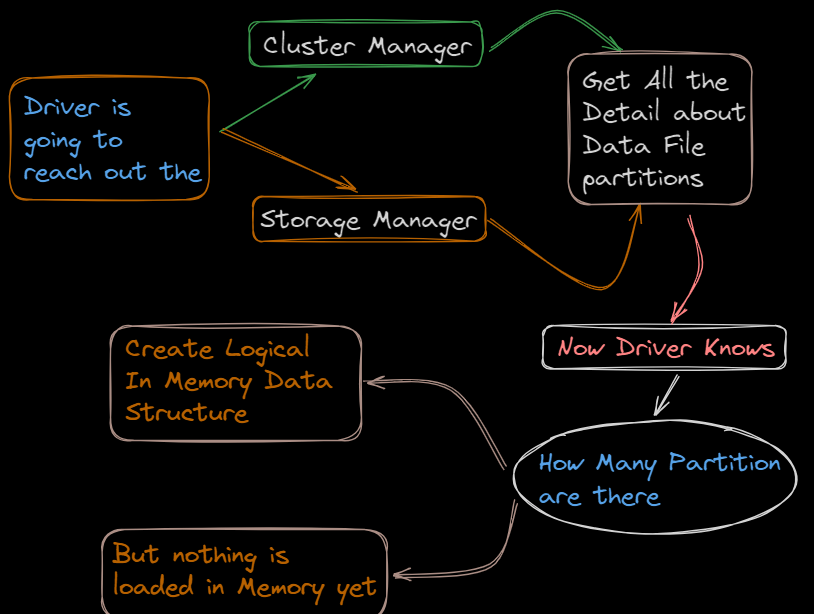 Cluster Manager
Driver is
going to
reach out the
Storage Manager
Get All the
Detail about
Data File
partitions
Now Driver Knows
How Many Partition
are there
Create Logical
In Memory Data
Structure
But nothing is
loaded in Memory yet